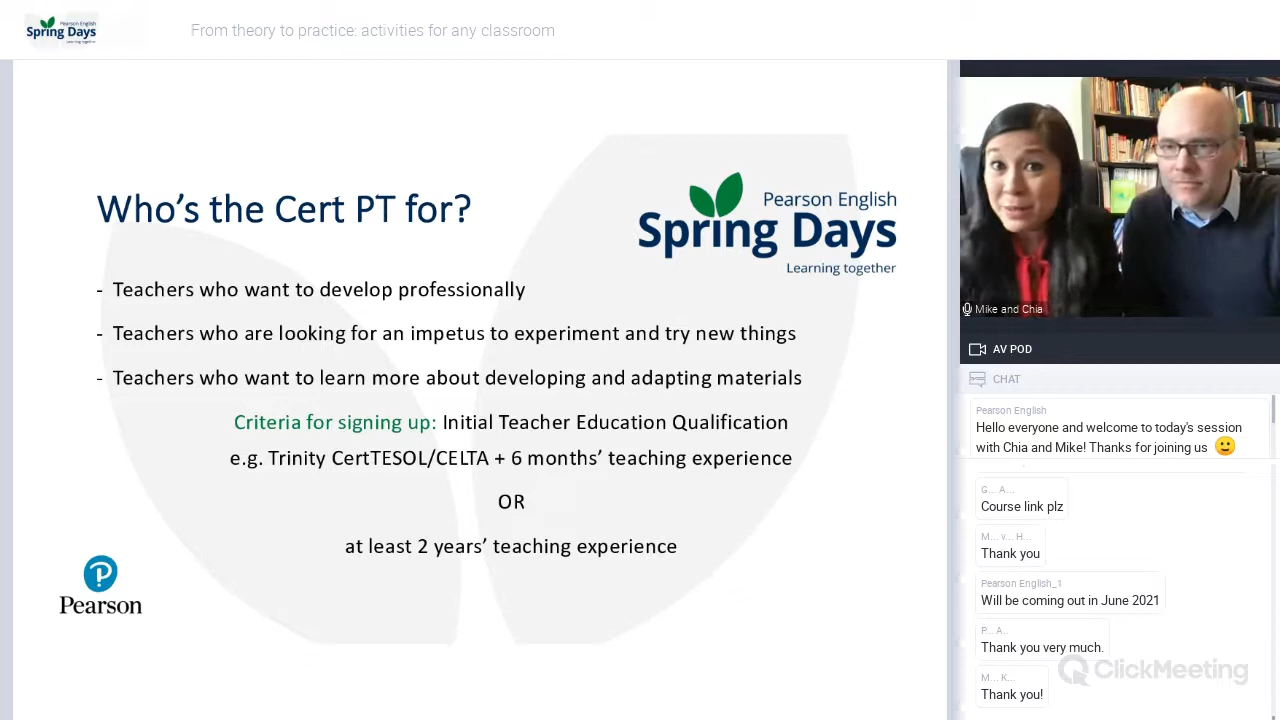 Pearson English
Spring Days
Learning together
From theory to practice: activities for any classroom
Who's the Cert PT for?
Pearson English
Spring Days
Learning together
- Teachers who want to develop professionally
- Teachers who are looking for an impetus to experiment and try new things
- Teachers who want to learn more about developing and adapting materials
Criteria for signing up: Initial Teacher Education Qualification
e.g. Trinity CertTESOL/CELTA + 6 months' teaching experience
OR
at least 2 years' teaching experience
Pearson
Mike and Chia
AV POD
CHAT
Pearson English
Hello everyone and welcome to today's session
with Chia and Mike! Thanks for joining us 🙂
G... A...
Course link plz
M... v... H...
Thank you
Pearson English_1
Will be coming out in June 2021
P... A..
Thank you very much.
ClickMeeting
M... K...
Thank you!